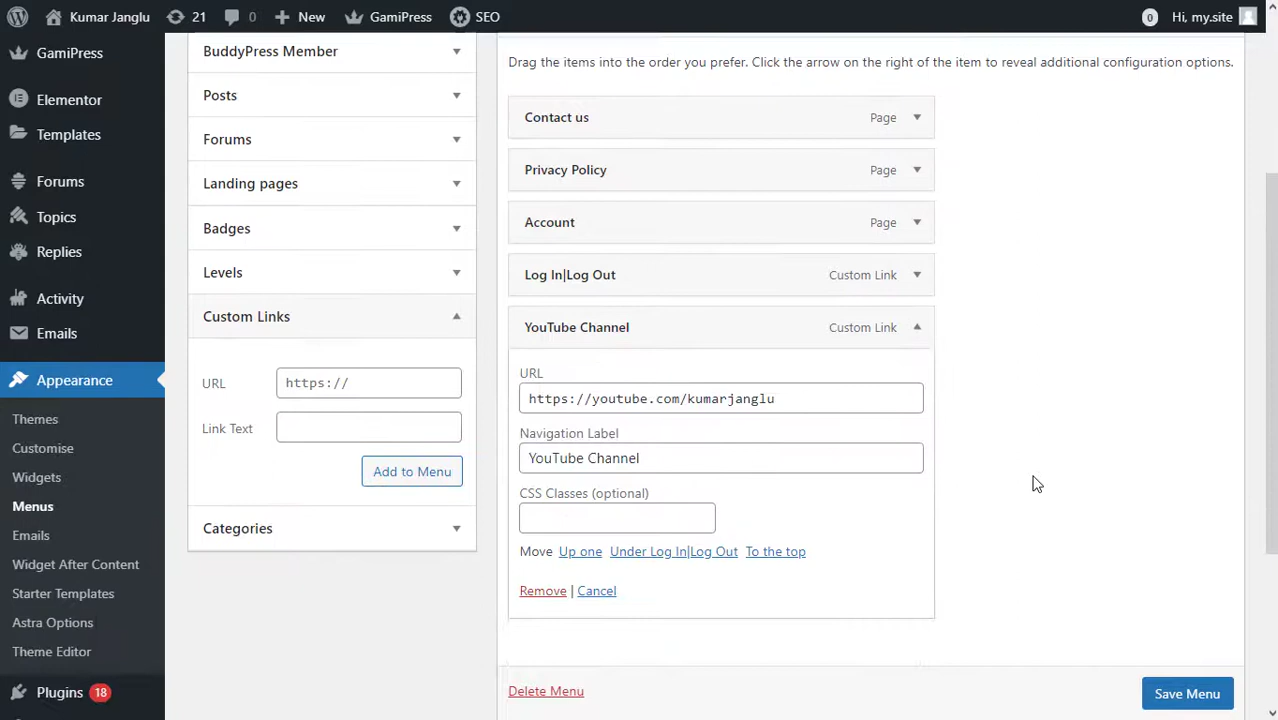 Kumar Janglu
21
0
New
GamiPress
SEO
0
Hi, my.site
GamiPress
Elementor
Templates
Forums
Topics
Replies
Activity
Emails
Appearance
Themes
Customise
Widgets
Menus
Emails
Widget After Content
Starter Templates
Astra Options
Theme Editor
Plugins 18
BuddyPress Member
Posts
Forums
Landing pages
Badges
Levels
Custom Links
URL
https://
Link Text
Add to Menu
Categories
Drag the items into the order you prefer. Click the arrow on the right of the item to reveal additional configuration options.
Contact us Page
Privacy Policy Page
Account Page
Log In|Log Out Custom Link
YouTube Channel Custom Link
URL
https://youtube.com/kumarjanglu
Navigation Label
YouTube Channel
CSS Classes (optional)
Move Up one Under Log In|Log Out To the top
Remove | Cancel
Delete Menu
Save Menu